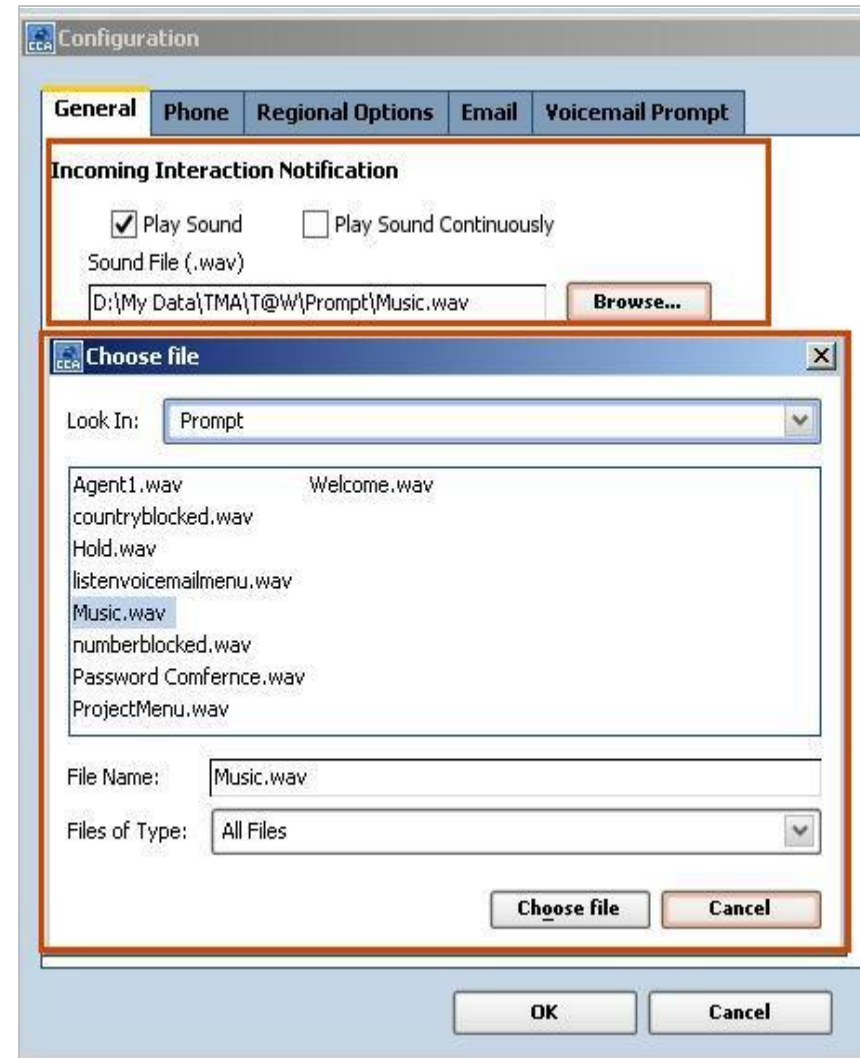 CCA Configuration
General Phone Regional Options Email Voicemail Prompt
Incoming Interaction Notification
Play Sound Play Sound Continuously
Sound File (.wav)
D:\My Data\TMA\T@W\Prompt\Music.wav Browse...
CCA Choose file
Look In: Prompt
Agent1.wav Welcome.wav
countryblocked.wav
Hold.wav
listenvoicemailmenu.wav
Music.wav
numberblocked.wav
Password Comfernce.wav
ProjectMenu.wav
File Name: Music.wav
Files of Type: All Files
Choose file Cancel
OK Cancel